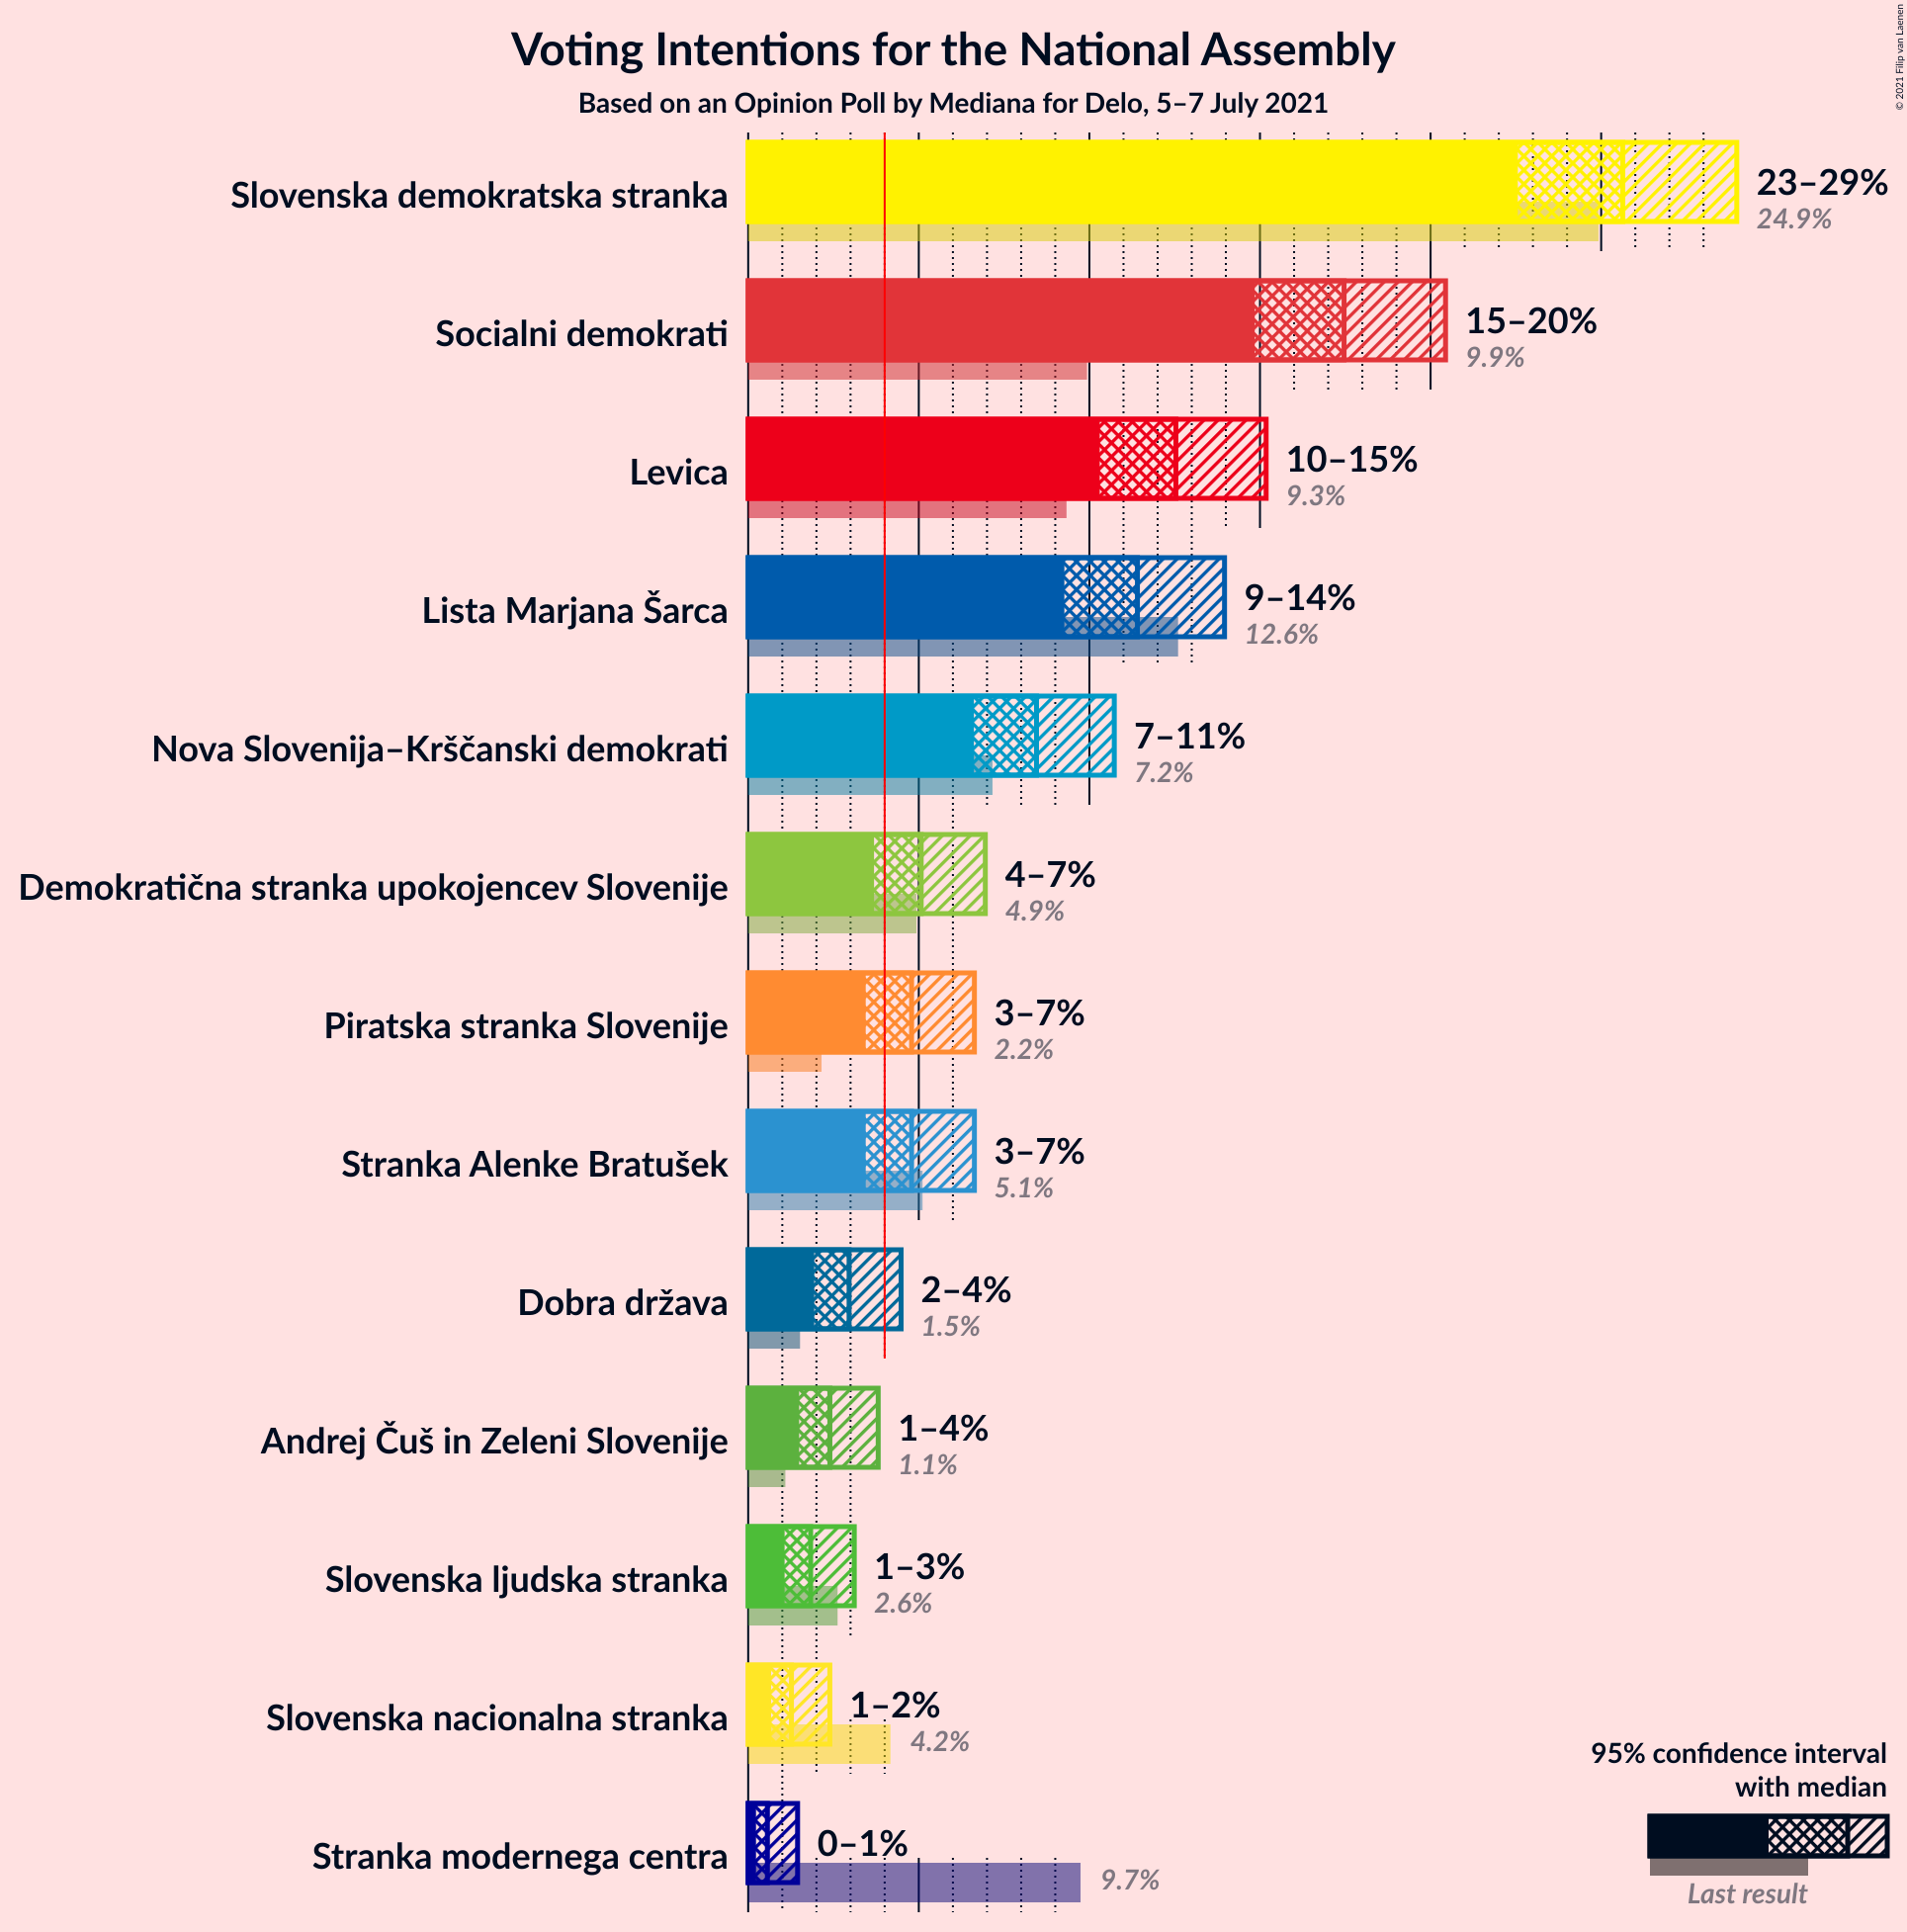 Voting Intentions for the National Assembly
Based on an Opinion Poll by Mediana for Delo, 5–7 July 2021
© 2021 Filip van Laenen
Slovenska demokratska stranka
23–29%
24.9%
Socialni demokrati
15–20%
9.9%
Levica
10–15%
9.3%
Lista Marjana Šarca
9–14%
12.6%
Nova Slovenija–Krščanski demokrati
7–11%
7.2%
Demokratična stranka upokojencev Slovenije
4–7%
4.9%
Piratska stranka Slovenije
3–7%
2.2%
Stranka Alenke Bratušek
3–7%
5.1%
Dobra država
2–4%
1.5%
Andrej Čuš in Zeleni Slovenije
1–4%
1.1%
Slovenska ljudska stranka
1–3%
2.6%
Slovenska nacionalna stranka
1–2%
4.2%
Stranka modernega centra
0–1%
9.7%
95% confidence interval
with median
Last result